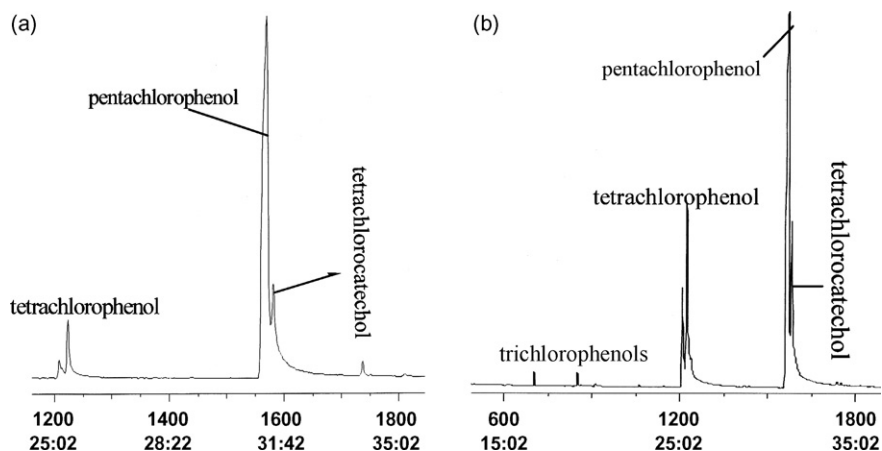 (a)
pentachlorophenol
tetrachlorocatechol
tetrachlorophenol
1200 1400 1600 1800
25:02 28:22 31:42 35:02
(b)
pentachlorophenol
tetrachlorophenol
tetrachlorocatechol
trichlorophenols
600 1200 1800
15:02 25:02 35:02